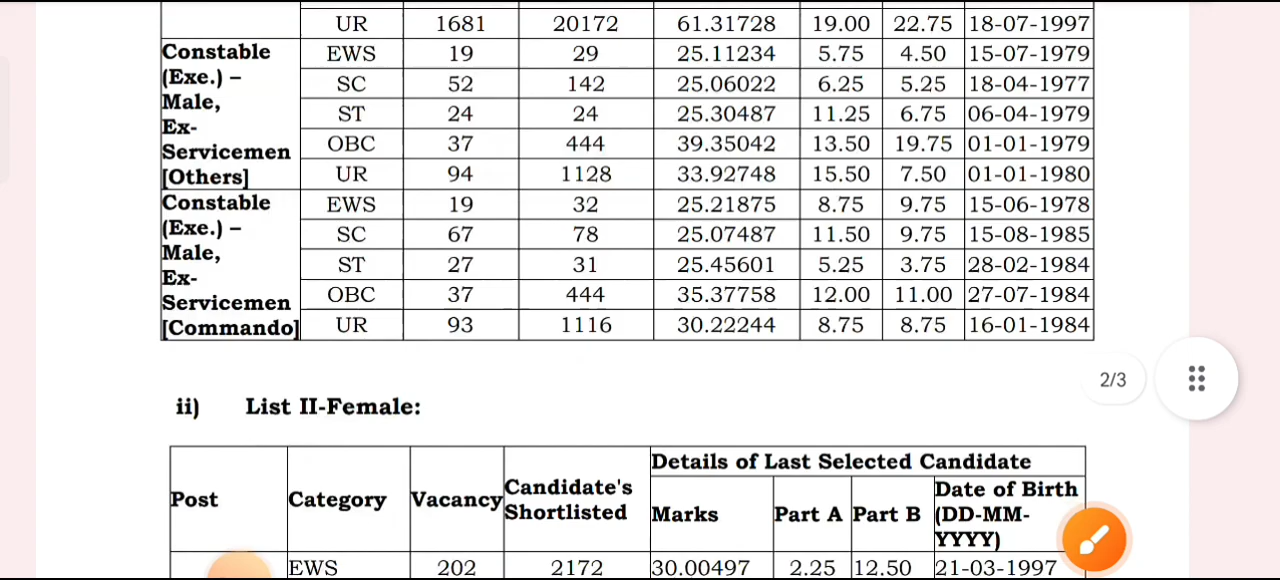 UR 1681 20172 61.31728 19.00 22.75 18-07-1997
Constable (Exe.) – Male, Ex-Servicemen [Others]
EWS 19 29 25.11234 5.75 4.50 15-07-1979
SC 52 142 25.06022 6.25 5.25 18-04-1977
ST 24 24 25.30487 11.25 6.75 06-04-1979
OBC 37 444 39.35042 13.50 19.75 01-01-1979
UR 94 1128 33.92748 15.50 7.50 01-01-1980
Constable (Exe.) – Male, Ex-Servicemen [Commando]
EWS 19 32 25.21875 8.75 9.75 15-06-1978
SC 67 78 25.07487 11.50 9.75 15-08-1985
ST 27 31 25.45601 5.25 3.75 28-02-1984
OBC 37 444 35.37758 12.00 11.00 27-07-1984
UR 93 1116 30.22244 8.75 8.75 16-01-1984
2/3
ii) List II-Female:
Details of Last Selected Candidate
Post Category Vacancy Candidate's Shortlisted Marks Part A Part B Date of Birth (DD-MM-YYYY)
EWS 202 2172 30.00497 2.25 12.50 21-03-1997